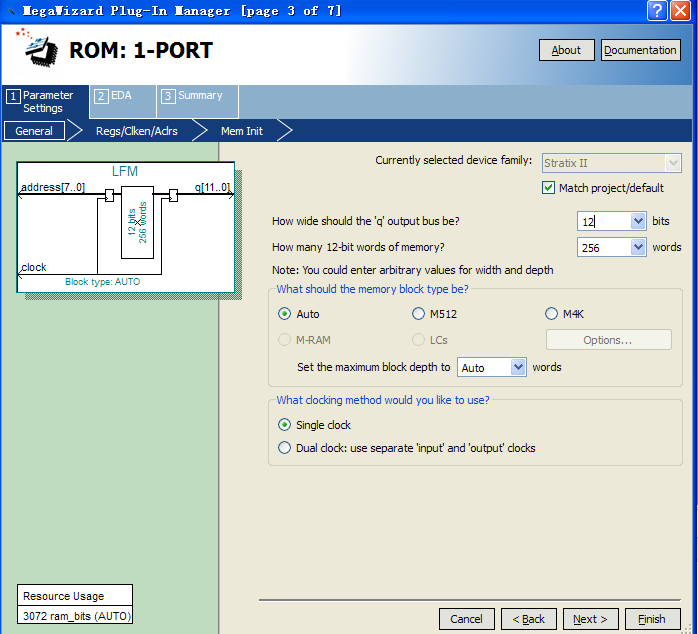 MegaWizard Plug-In Manager [page 3 of 7]
ROM: 1-PORT
About
Documentation
1 Parameter Settings
2 EDA
3 Summary
General
Regs/Clken/Aclrs
Mem Init
LFM
address[7..0]
q[11..0]
12 bits
256 words
clock
Block type: AUTO
Currently selected device family:
Stratix II
Match project/default
How wide should the 'q' output bus be?
12
bits
How many 12-bit words of memory?
256
words
Note: You could enter arbitrary values for width and depth
What should the memory block type be?
Auto
M512
M4K
M-RAM
LCs
Options...
Set the maximum block depth to
Auto
words
What clocking method would you like to use?
Single clock
Dual clock: use separate 'input' and 'output' clocks
Resource Usage
3072 ram_bits (AUTO)
Cancel
< Back
Next >
Finish